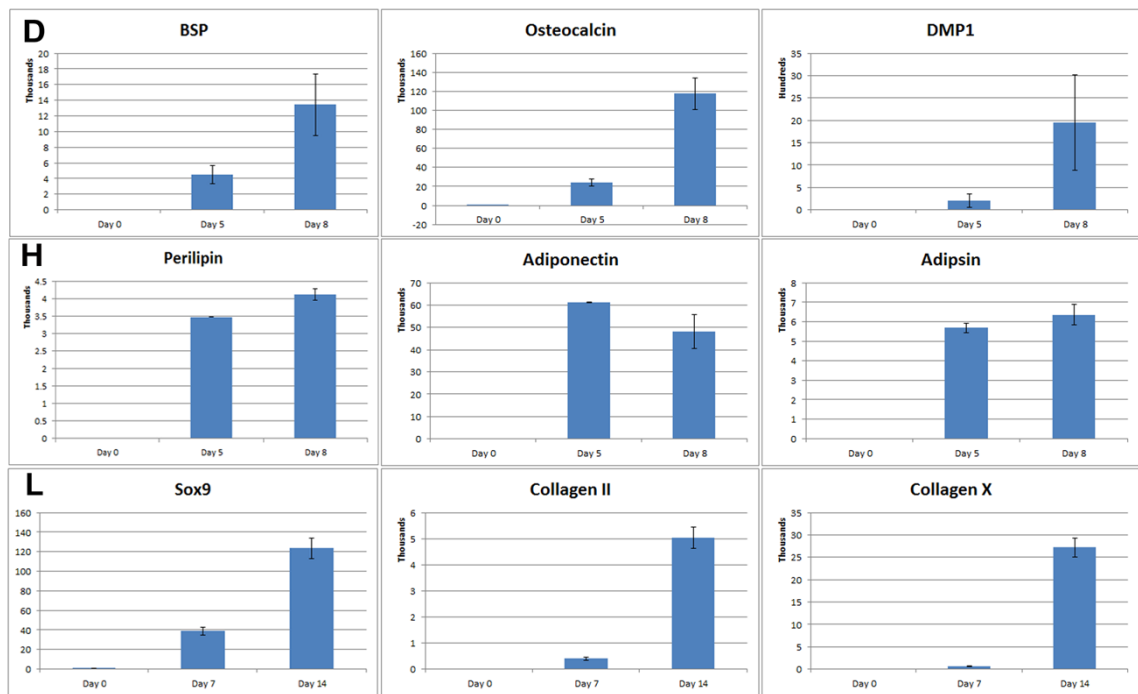 D
BSP
Thousands
20
18
16
14
12
10
8
6
4
2
0
Day 0 Day 5 Day 8
Osteocalcin
Thousands
160
140
120
100
80
60
40
20
0
-20
Day 0 Day 5 Day 8
DMP1
Hundreds
35
30
25
20
15
10
5
0
Day 0 Day 5 Day 8
H
Perilipin
Thousands
4.5
4
3.5
3
2.5
2
1.5
1
0.5
0
Day 0 Day 5 Day 8
Adiponectin
Thousands
70
60
50
40
30
20
10
0
Day 0 Day 5 Day 8
Adipsin
Thousands
8
7
6
5
4
3
2
1
0
Day 0 Day 5 Day 8
L
Sox9
160
140
120
100
80
60
40
20
0
Day 0 Day 7 Day 14
Collagen II
Thousands
6
5
4
3
2
1
0
Day 0 Day 7 Day 14
Collagen X
Thousands
35
30
25
20
15
10
5
0
Day 0 Day 7 Day 14